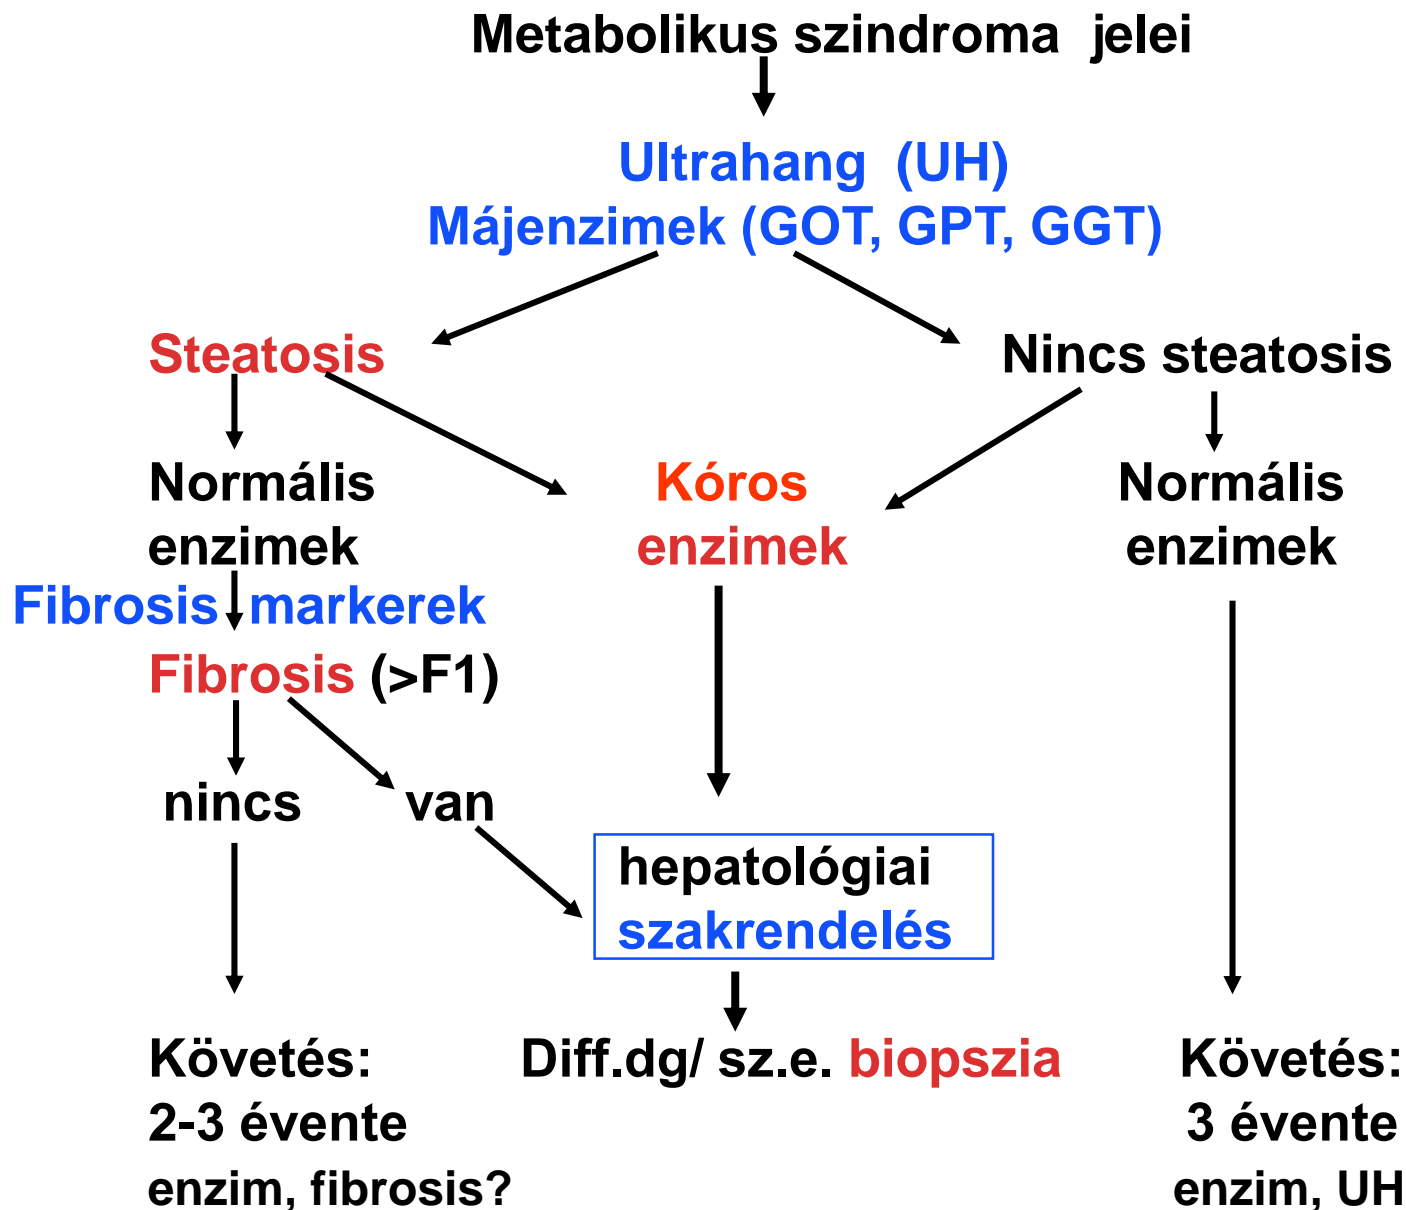 Metabolikus szindroma jelei
Ultrahang (UH)
Májenzimek (GOT, GPT, GGT)
Steatosis
Nincs steatosis
Normális
enzimek
Kóros
enzimek
Normális
enzimek
Fibrosis markerek
Fibrosis (>F1)
nincs
van
hepatológiai
szakrendelés
Követés:
2-3 évente
enzim, fibrosis?
Diff.dg/ sz.e. biopszia
Követés:
3 évente
enzim, UH